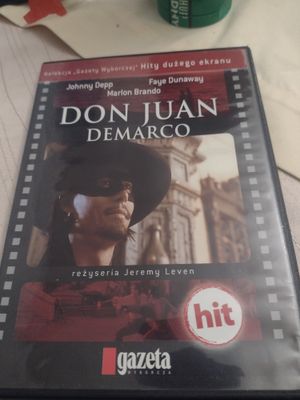 Kolekcja „Gazety Wyborczej” Hity dużego ekranu
Johnny Depp Faye Dunaway
Marlon Brando
DON JUAN
DEMARCO
reżyseria Jeremy Leven
hit
gazeta
WYBORCZA